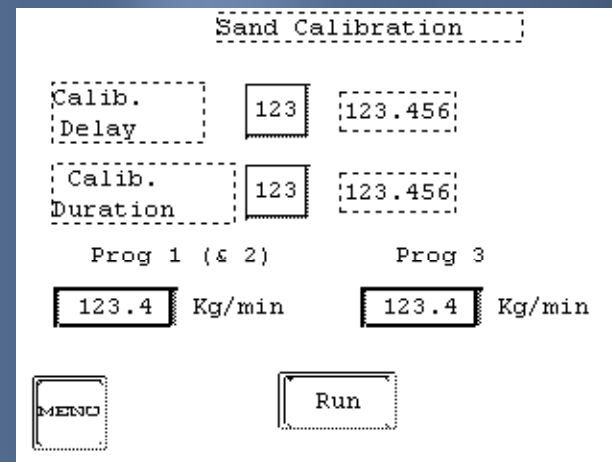 Sand Calibration
Calib.
Delay
123
123.456
Calib.
Duration
123
123.456
Prog 1 (& 2)
Prog 3
123.4 Kg/min
123.4 Kg/min
MENU
Run